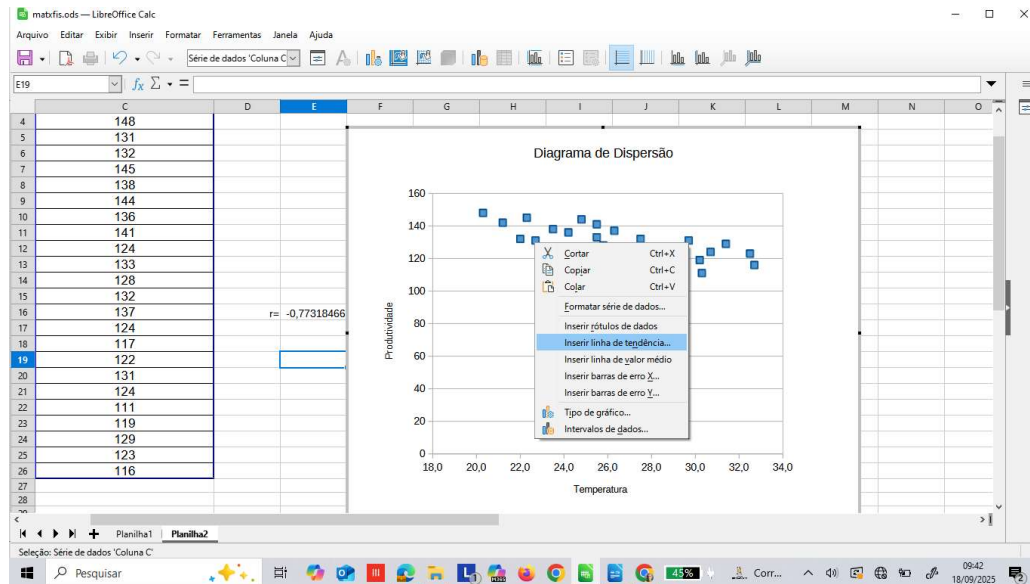 matxfis.ods — LibreOffice Calc
Arquivo Editar Exibir Inserir Formatar Ferramentas Janela Ajuda
Série de dados 'Coluna C
E19
C D E F G H I J K L M N O
4 148
5 131
6 132
7 145
8 138
9 144
10 136
11 141
12 124
13 133
14 128
15 132
16 137 r= -0,77318466
17 124
18 117
19 122
20 131
21 124
22 111
23 119
24 129
25 123
26 116
27
28
29
Diagrama de Dispersão
160
140
120
100
80
60
40
20
0
18,0 20,0 22,0 24,0 26,0 28,0 30,0 32,0 34,0
Produtividade
Temperatura
Cortar Ctrl+X
Copiar Ctrl+C
Colar Ctrl+V
Formatar série de dados...
Inserir rótulos de dados
Inserir linha de tendência...
Inserir linha de valor médio
Inserir barras de erro X...
Inserir barras de erro Y...
Tipo de gráfico...
Intervalos de dados...
Planilha1 Planilha2
Seleção: Série de dados 'Coluna C'
Pesquisar
45%
Corr...
09:42
18/09/2025